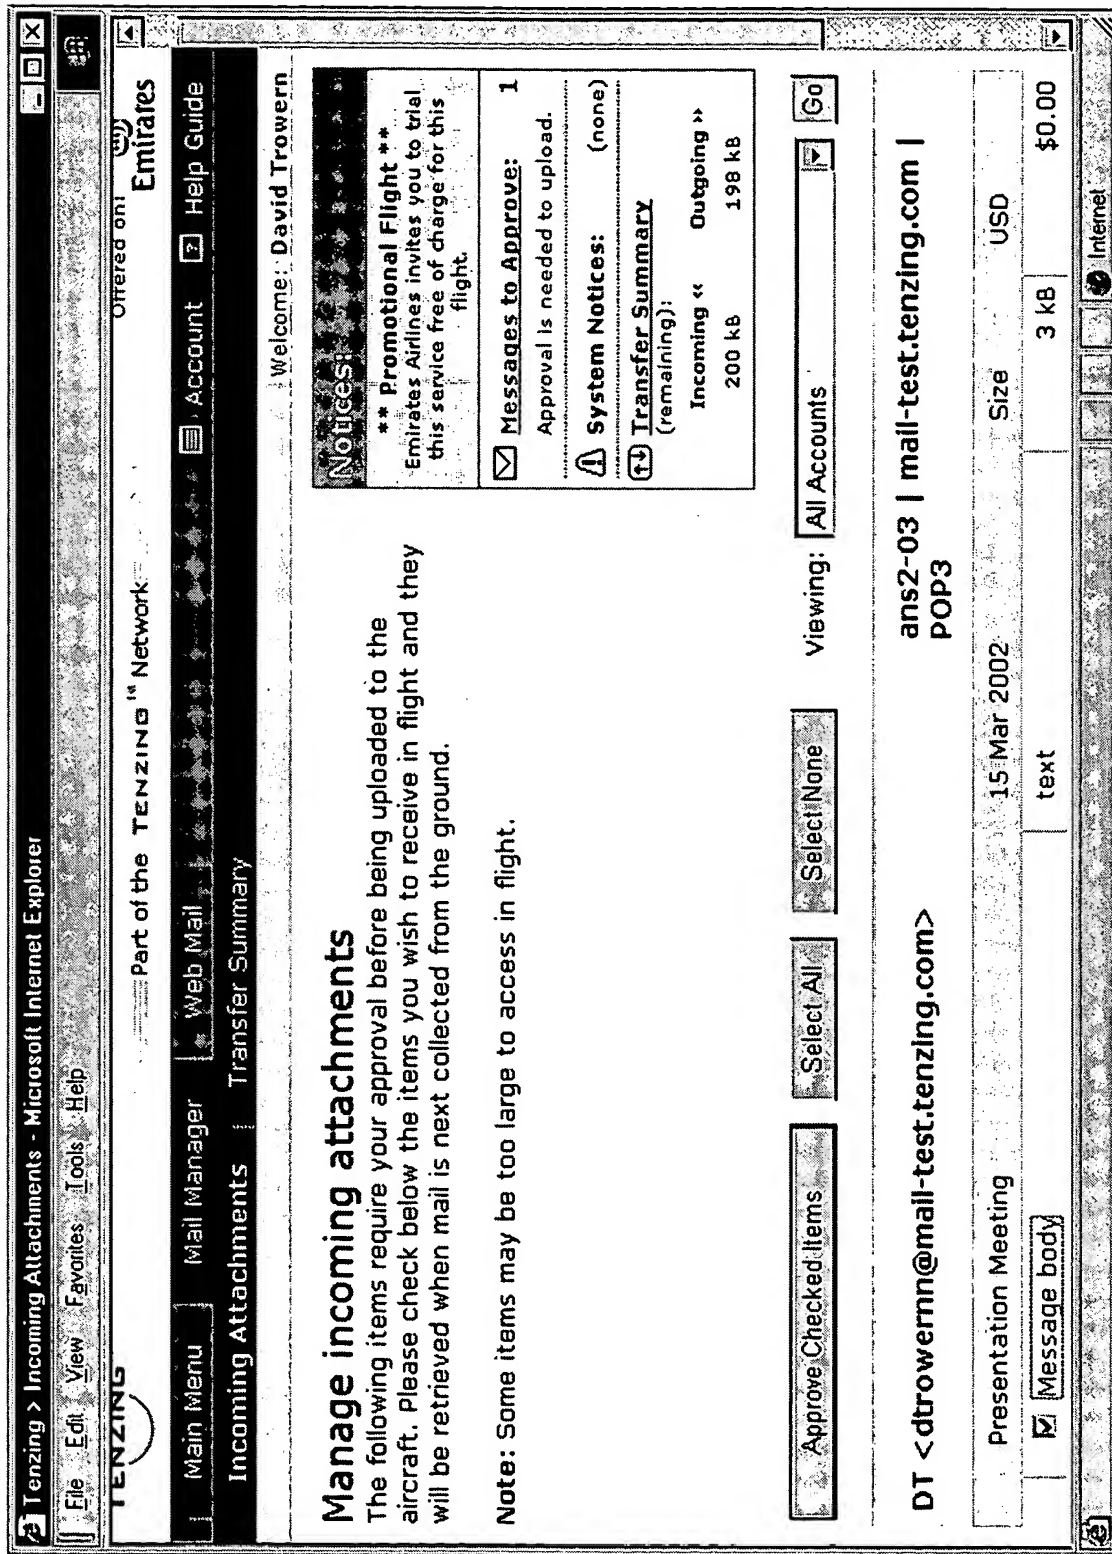 Tenzing > Incoming Attachments - Microsoft Internet Explorer
File Edit View Favorites Tools Help
TENZING
Part of the TENZING™ Network
Offered on:
Emirates
Main Menu Mail Manager Web Mail Account ? Help Guide
Incoming Attachments Transfer Summary
Welcome: David Trowern
Manage incoming attachments
The following items require your approval before being uploaded to the
aircraft. Please check below the items you wish to receive in flight and they
will be retrieved when mail is next collected from the ground.
Note: Some items may be too large to access in flight.
Notices:
** Promotional Flight **
Emirates Airlines invites you to trial
this service free of charge for this
flight.
Messages to Approve: 1
Approval is needed to upload.
System Notices: (none)
Transfer Summary
(remaining):
Incoming << Outgoing >>
200 kB 198 kB
Approve Checked Items Select All Select None Viewing: All Accounts Go
DT <dtrowernn@mail-test.tenzing.com> ans2-03 | mail-test.tenzing.com |
POP3
Presentation Meeting 15 Mar 2002 Size USD
Message body text 3 kB $0.00
Internet